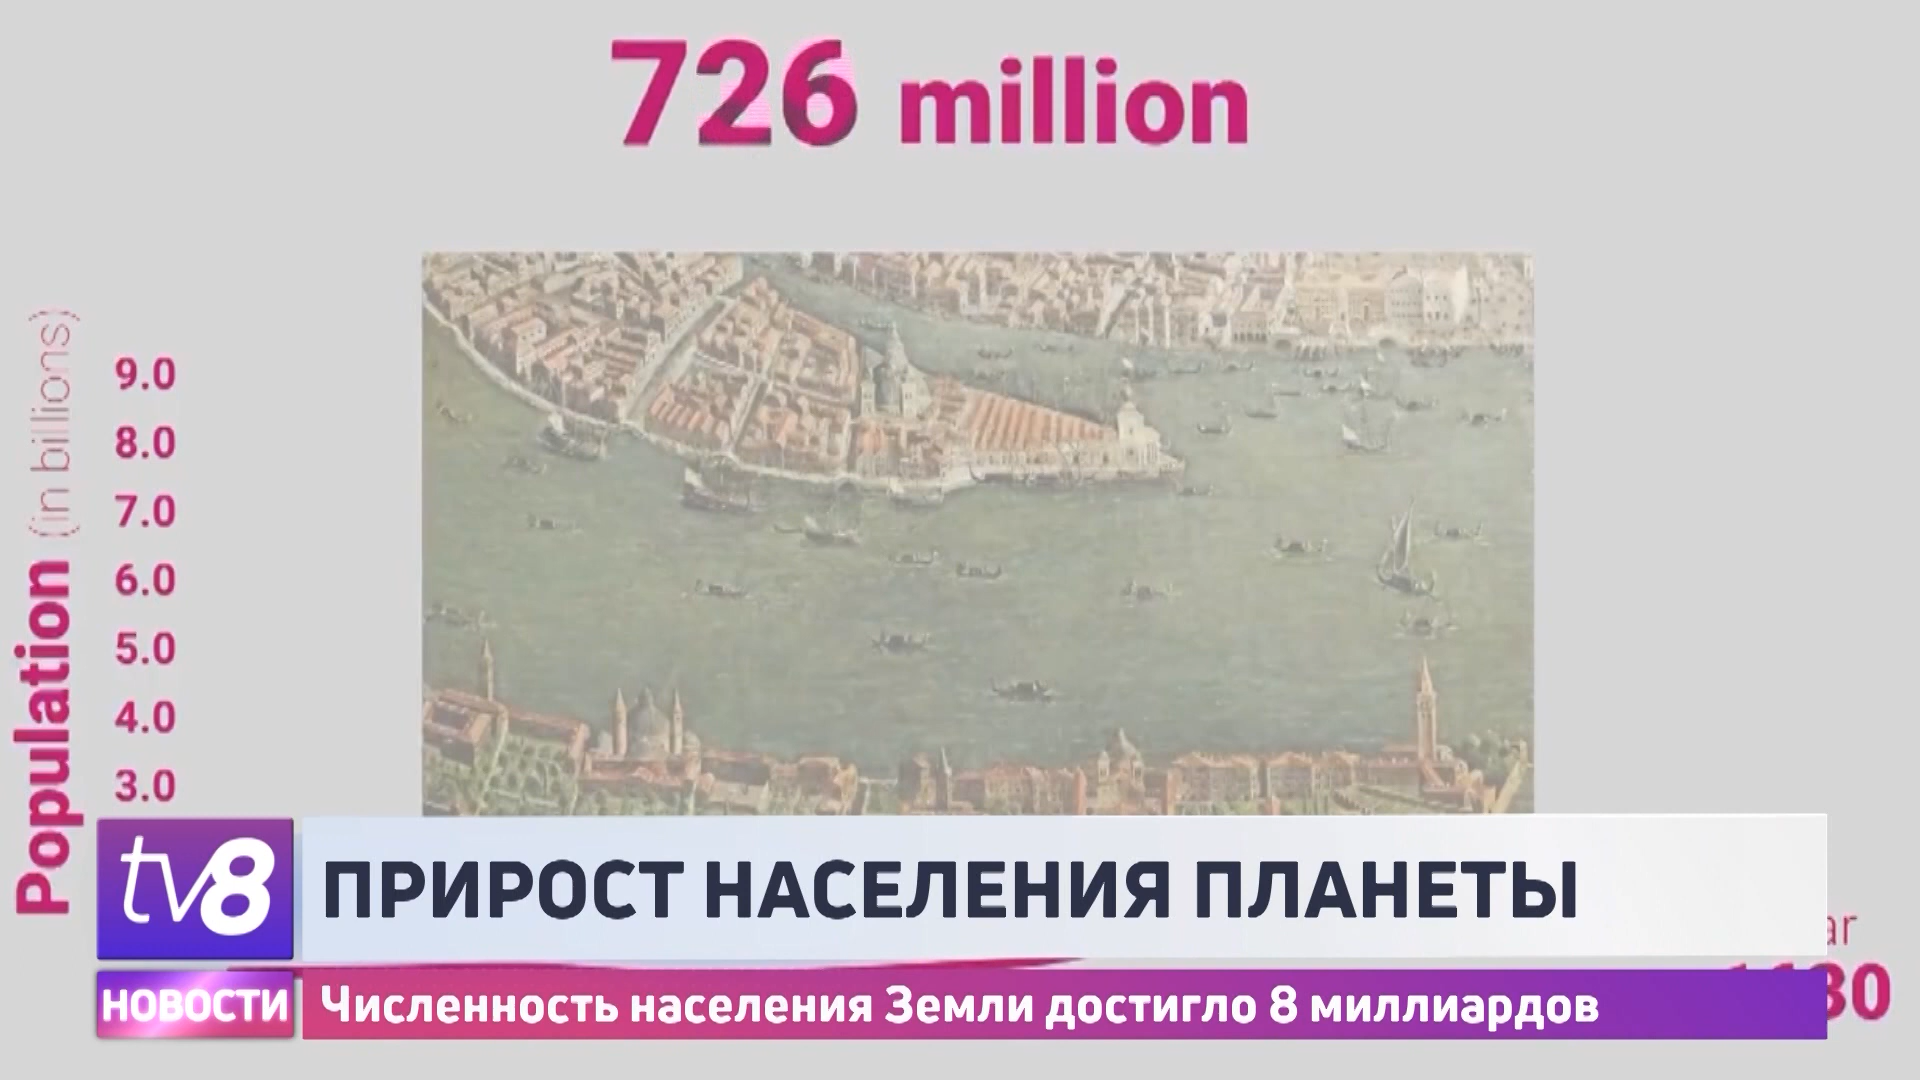 726 million
Population (in billions)
9.0
8.0
7.0
6.0
5.0
4.0
3.0
tv8
ПРИРОСТ НАСЕЛЕНИЯ ПЛАНЕТЫ
НОВОСТИ
Численность населения Земли достигло 8 миллиардов